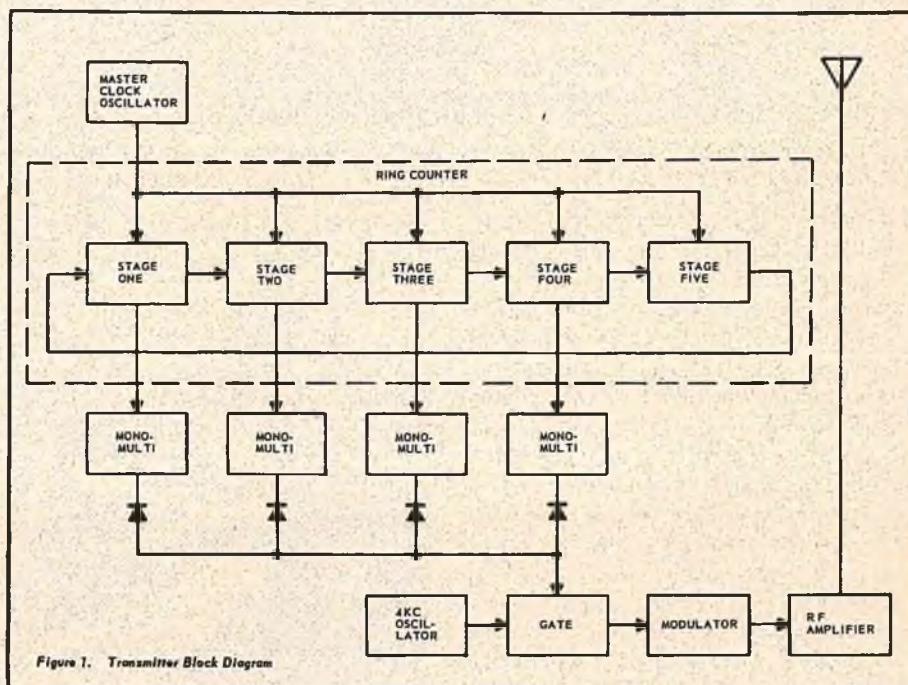 MASTER
CLOCK
OSCILLATOR
RING COUNTER
STAGE
ONE
STAGE
TWO
STAGE
THREE
STAGE
FOUR
STAGE
FIVE
MONO-
MULTI
MONO-
MULTI
MONO-
MULTI
MONO-
MULTI
4KC
OSCIL-
LATOR
GATE
MODULATOR
RF
AMPLIFIER
Figure 1. Transmitter Block Diagram